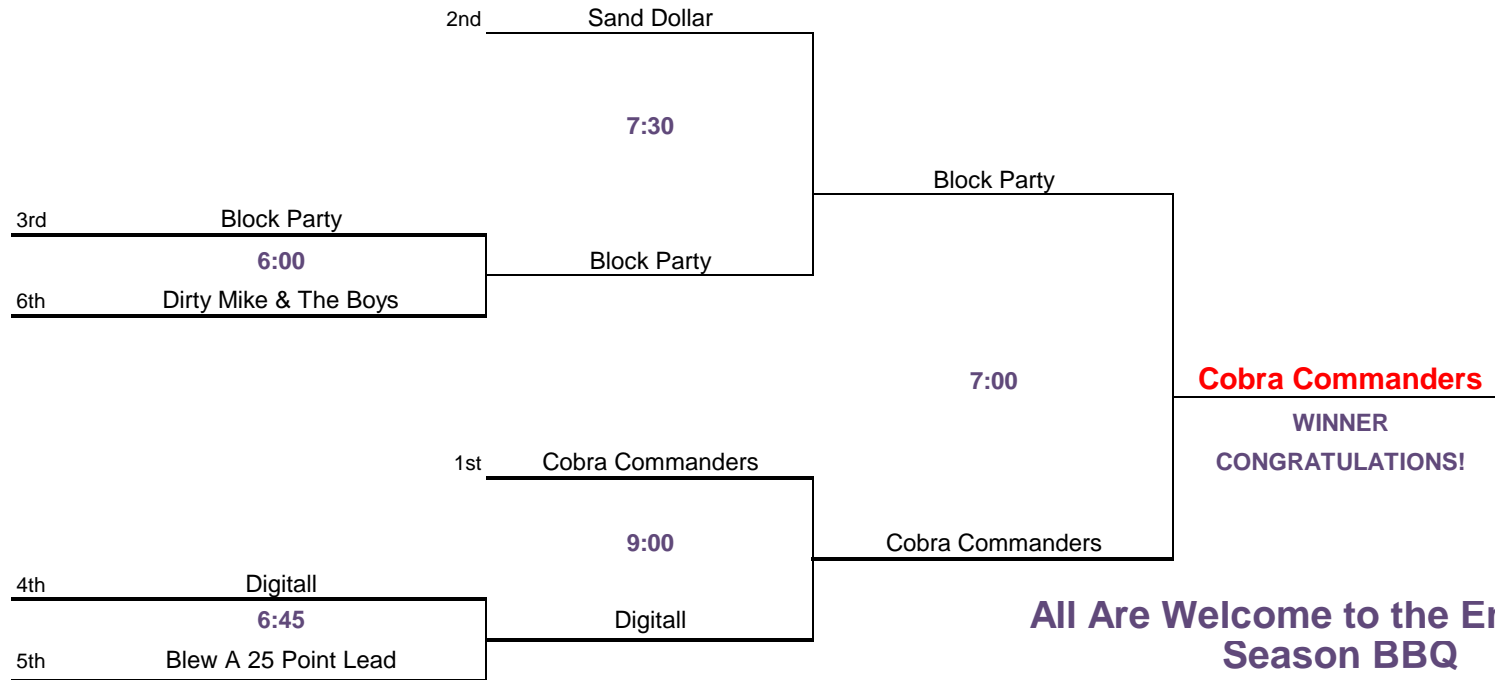 2nd Sand Dollar
7:30
Block Party
3rd Block Party
6:00
Block Party
6th Dirty Mike & The Boys
7:00
Cobra Commanders
WINNER
CONGRATULATIONS!
1st Cobra Commanders
9:00
Cobra Commanders
4th Digitall
6:45
Digitall
5th Blew A 25 Point Lead
All Are Welcome to the
Season BBQ